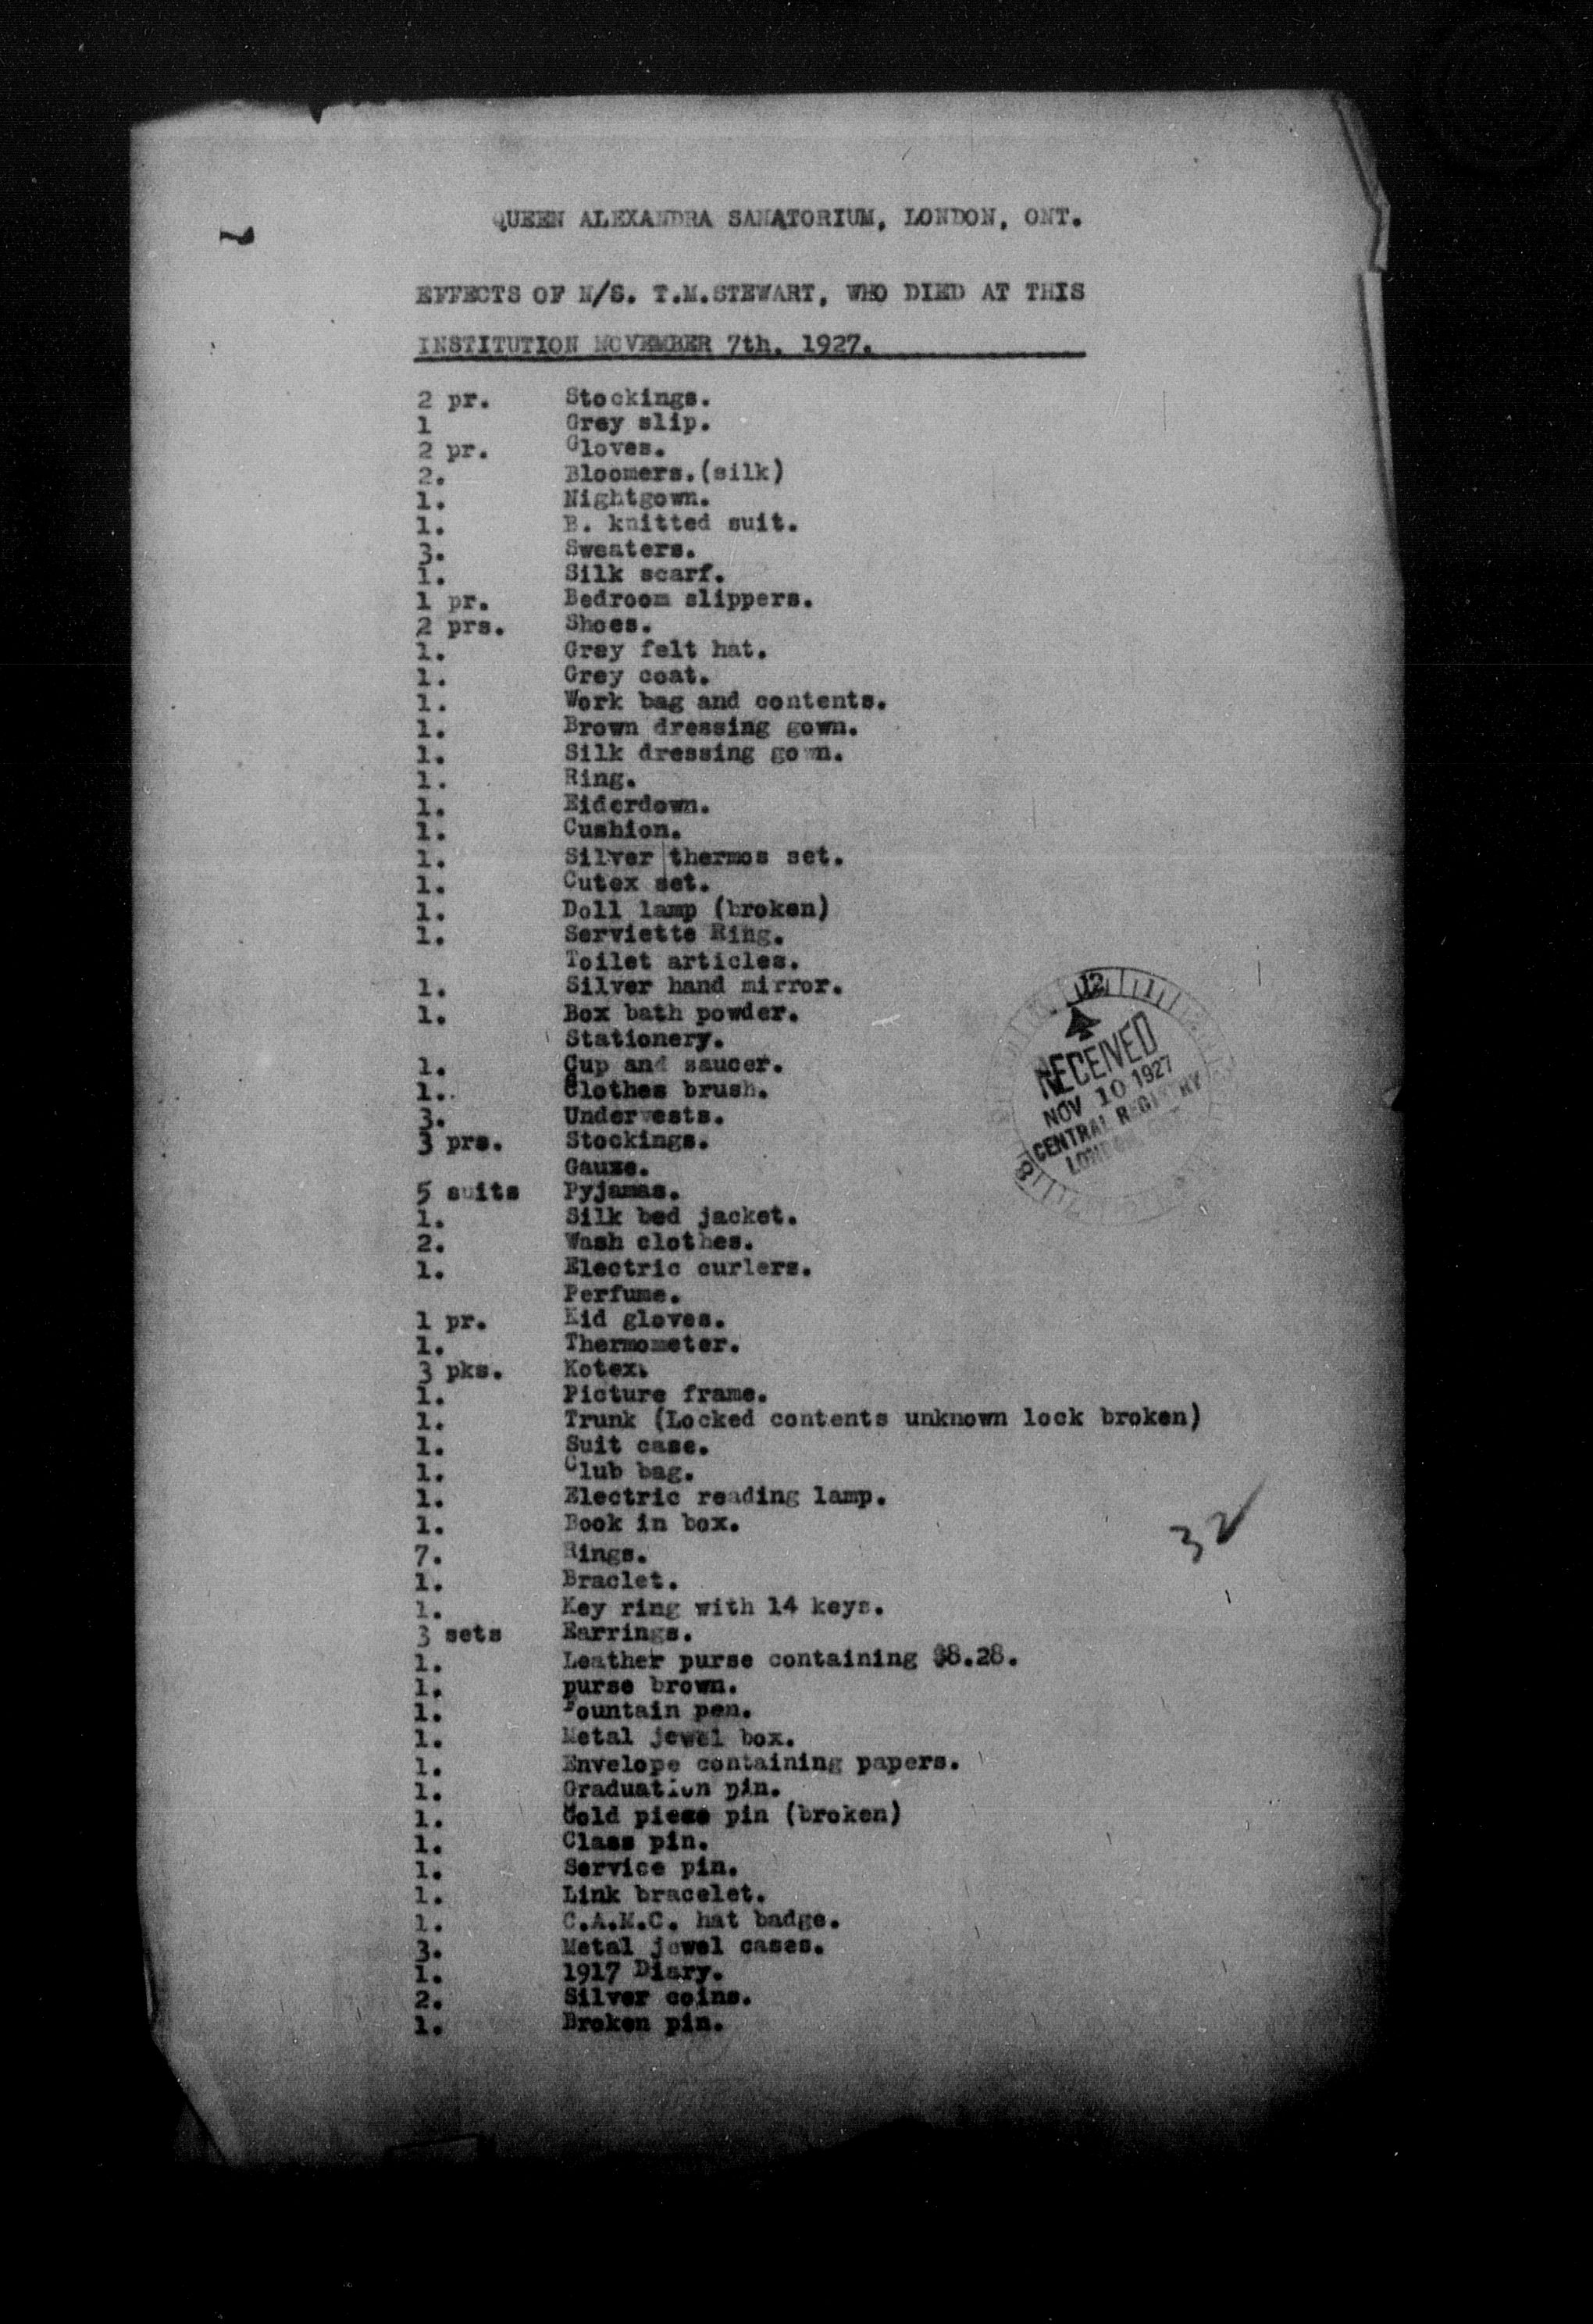 QUEEN ALEXANDRA SANATORIUM, LONDON, ONT.
EFFECTS OF N/S. T.M.STEWART, WHO DIED AT THIS
INSTITUTION NOVEMBER 7th. 1927.
2 pr. Stockings.
1 Grey slip.
2 pr. Gloves.
2. Bloomers.(silk)
1. Nightgown.
1. B. knitted suit.
3. Sweaters.
1. Silk scarf.
1 pr. Bedroom slippers.
2 prs. Shoes.
1. Grey felt hat.
1. Grey coat.
1. Work bag and contents.
1. Brown dressing gown.
1. Silk dressing gown.
1. Ring.
1. Eiderdown.
1. Cushion.
1. Silver thermos set.
1. Cutex set.
1. Doll lamp (broken)
1. Serviette Ring.
Toilet articles.
1. Silver hand mirror.
1. Box bath powder.
Stationery.
1. Cup and saucer.
1. Clothes brush.
3. Undervests.
3 prs. Stockings.
Gauze.
5 suits Pyjamas.
1. Silk bed jacket.
2. Wash clothes.
1. Electric curlers.
Perfume.
1 pr. Kid gloves.
1. Thermometer.
3 pks. Kotex.
1. Picture frame.
1. Trunk (Locked contents unknown lock broken)
1. Suit case.
1. Club bag.
1. Electric reading lamp.
1. Book in box.
7. Rings.
1. Braclet.
1. Key ring with 14 keys.
3 sets Earrings.
1. Leather purse containing $8.28.
1. purse brown.
1. Fountain pen.
1. Metal jewel box.
1. Envelope containing papers.
1. Graduation pin.
1. Gold piece pin (broken)
1. Class pin.
1. Service pin.
1. Link bracelet.
1. C.A.M.C. hat badge.
3. Metal jewel cases.
1. 1917 Diary.
2. Silver coins.
1. Broken pin.
12
RECEIVED
NOV 10 1927
CENTRAL REGISTRY
LONDON
32